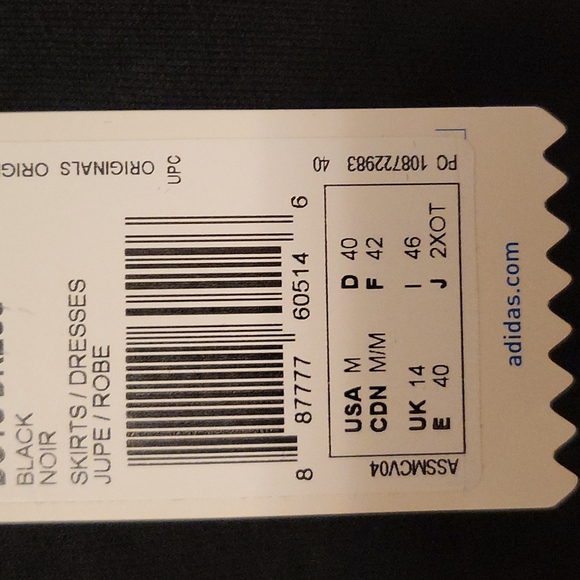 BLACK
NOIR
SKIRTS / DRESSES
JUPE / ROBE
ORIGINALS
UPC
8 87777 60514 6
PO 108722983 40
USA M D 40
CDN M/M F 42
UK 14 I 46
E 40 J 2XOT
ASSMCV04
adidas.com